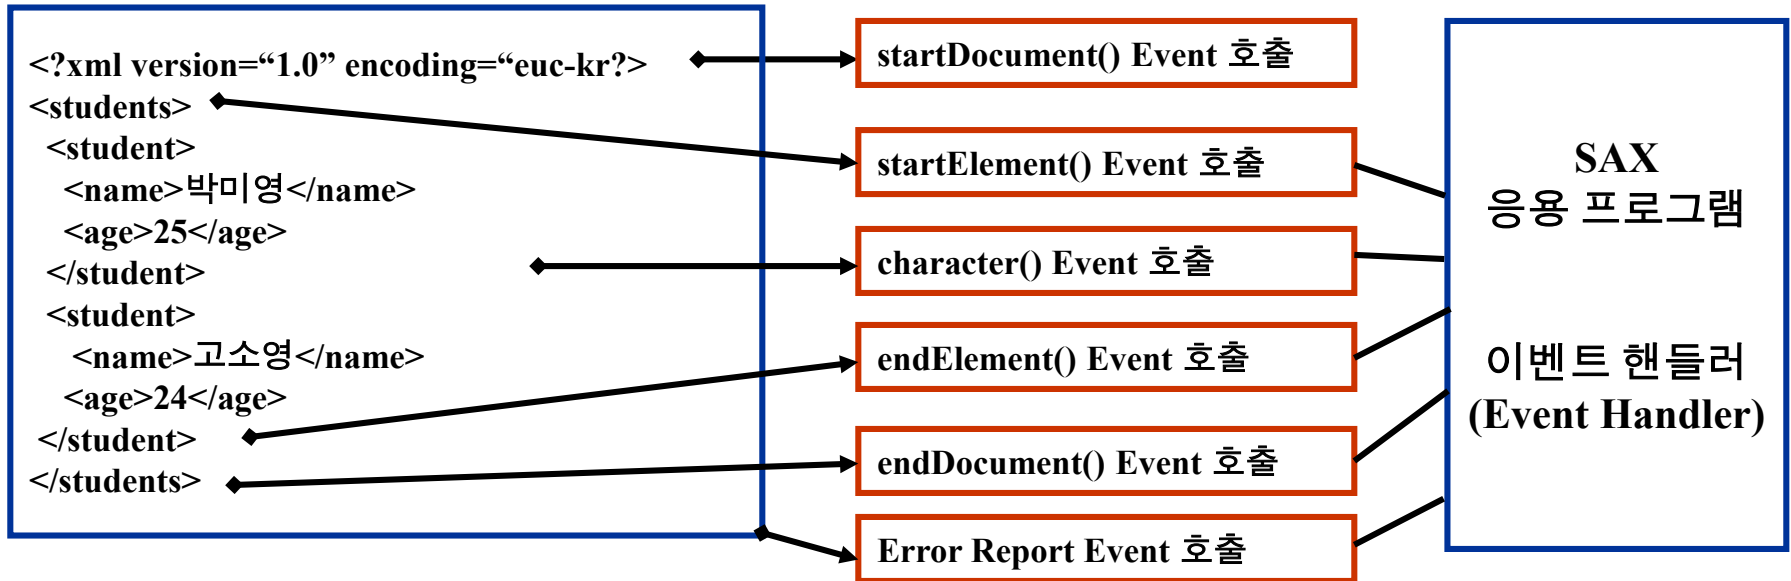 <?xml version=“1.0” encoding=“euc-kr?>
<students>
<student>
<name>박미영</name>
<age>25</age>
</student>
<student>
<name>고소영</name>
<age>24</age>
</student>
</students>
startDocument() Event 호출
startElement() Event 호출
character() Event 호출
endElement() Event 호출
endDocument() Event 호출
Error Report Event 호출
SAX
응용 프로그램
이벤트 핸들러
(Event Handler)